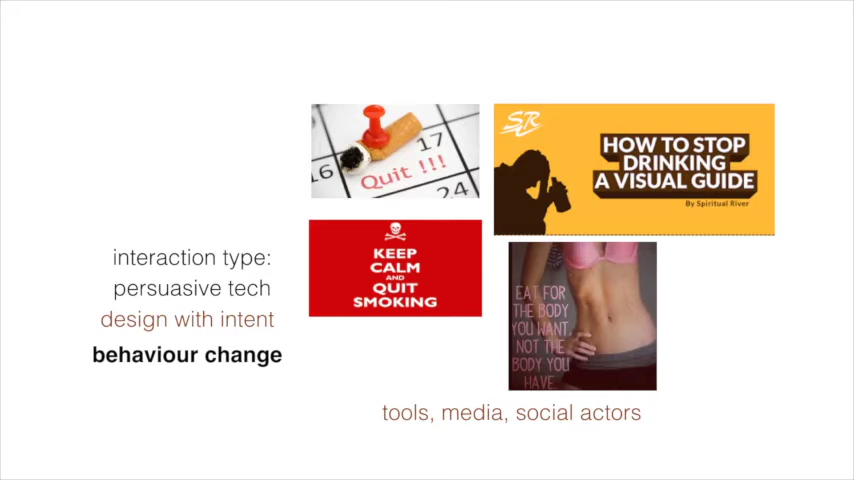 interaction type:
persuasive tech
design with intent
behaviour change
16
17
Quit !!!
24
SR
HOW TO STOP
DRINKING
A VISUAL GUIDE
By Spiritual River
KEEP
CALM
AND
QUIT
SMOKING
EAT FOR
THE BODY
YOU WANT,
NOT THE
BODY YOU
HAVE.
tools, media, social actors